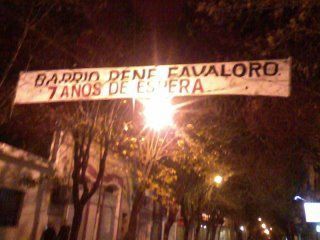 BARRIO RENE FAVALORO
7 AÑOS DE ESPERA